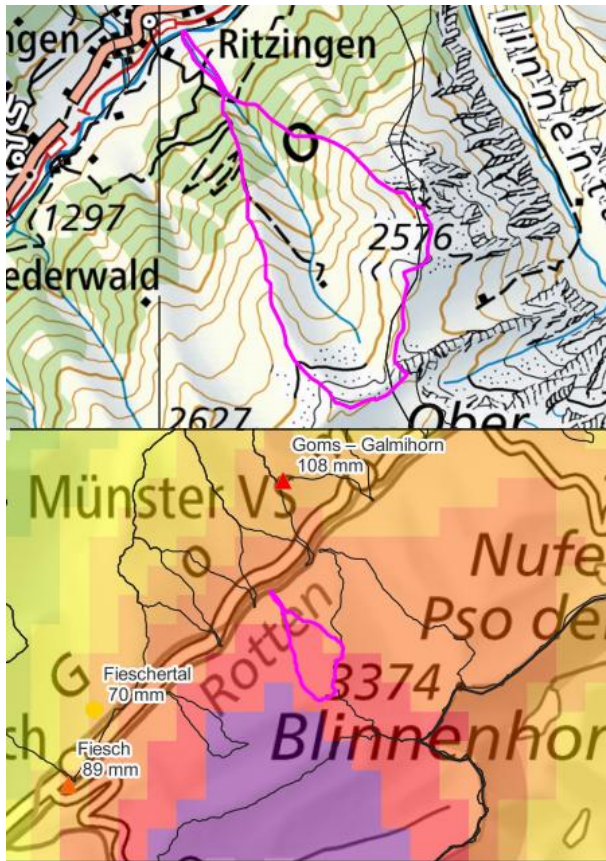 ngen
Ritzingen
1297
2576
ederwald
2627
Ober
Goms – Galmihorn
108 mm
Münster VS
Nufe
Pso de
Rotten
G
Fieschertal
70 mm
3374
ch
Blinnenhor
Fiesch
89 mm